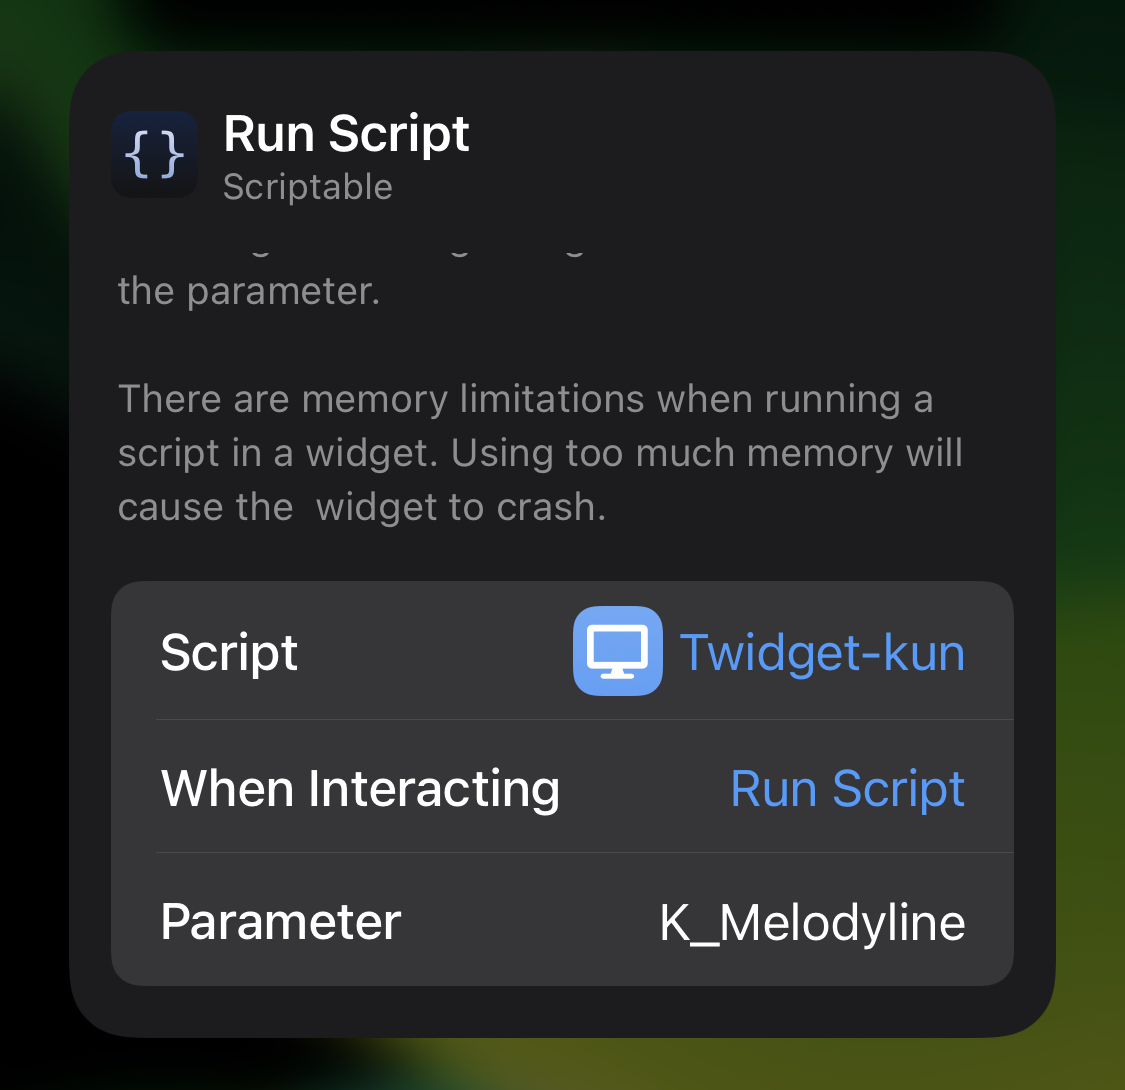 { }
Run Script
Scriptable
the parameter.
There are memory limitations when running a
script in a widget. Using too much memory will
cause the  widget to crash.
Script Twidget-kun
When Interacting Run Script
Parameter K_Melodyline